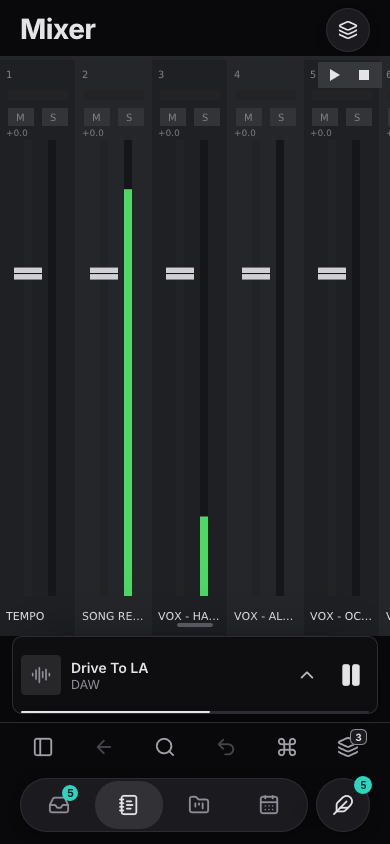 Mixer
1 2 3 4 5 6
M S M S M S M S M S
+0.0 +0.0 +0.0 +0.0 +0.0
TEMPO SONG RE... VOX - HA... VOX - AL... VOX - OC...
Drive To LA
DAW
3
5
5